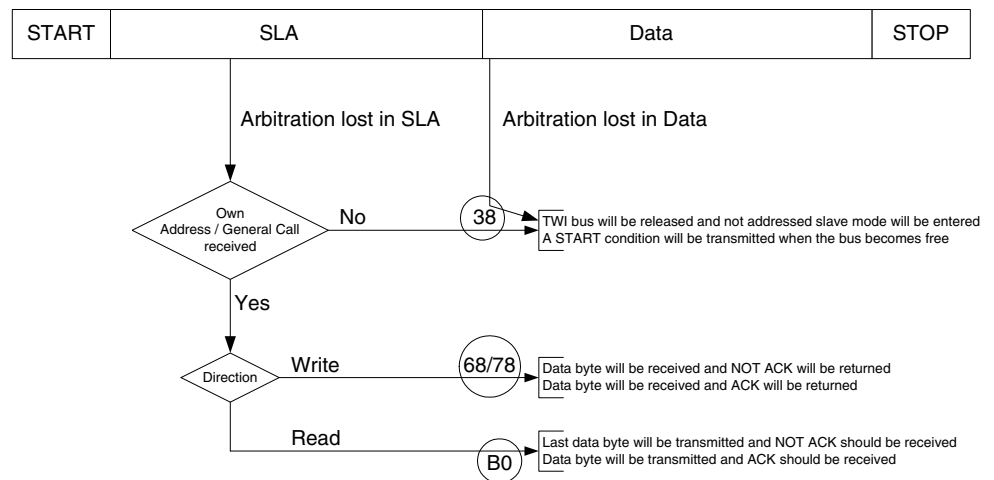 START SLA Data STOP
Arbitration lost in SLA Arbitration lost in Data
Own
Address / General Call
received
No
38
TWI bus will be released and not addressed slave mode will be entered
A START condition will be transmitted when the bus becomes free
Yes
Direction
Write
68/78
Data byte will be received and NOT ACK will be returned
Data byte will be received and ACK will be returned
Read
B0
Last data byte will be transmitted and NOT ACK should be received
Data byte will be transmitted and ACK should be received